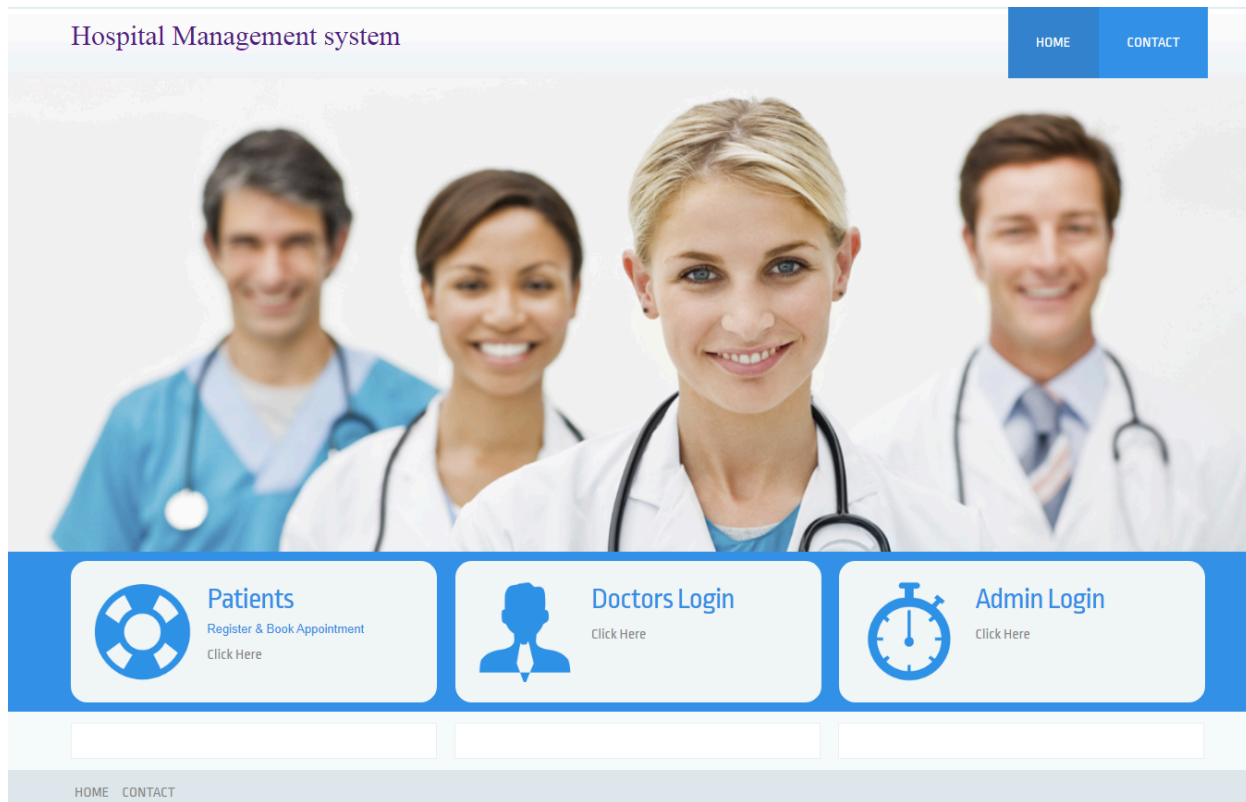 Hospital Management system
HOME CONTACT
Patients
Register & Book Appointment
Click Here
Doctors Login
Click Here
Admin Login
Click Here
HOME CONTACT